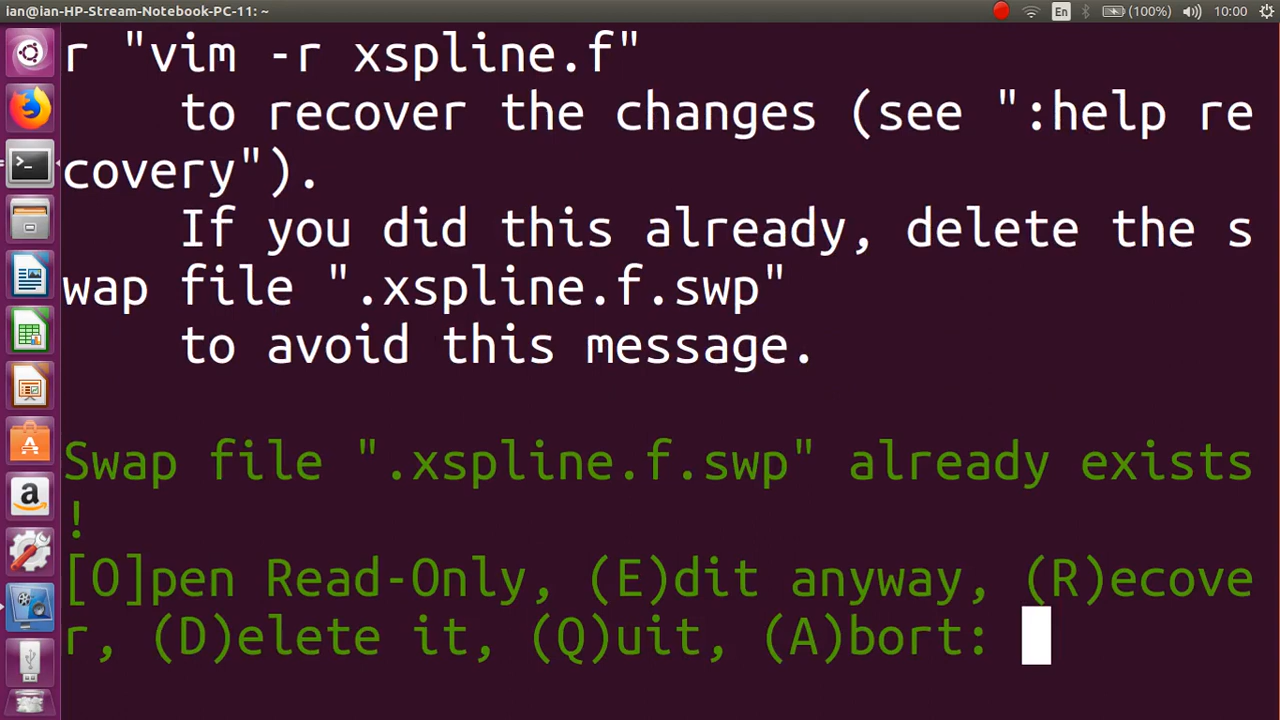 ian@ian-HP-Stream-Notebook-PC-11: ~
En
(100%)
10:00
r "vim -r xspline.f"
to recover the changes (see ":help re
covery").
If you did this already, delete the s
wap file ".xspline.f.swp"
to avoid this message.
Swap file ".xspline.f.swp" already exists
!
[O]pen Read-Only, (E)dit anyway, (R)ecove
r, (D)elete it, (Q)uit, (A)bort: